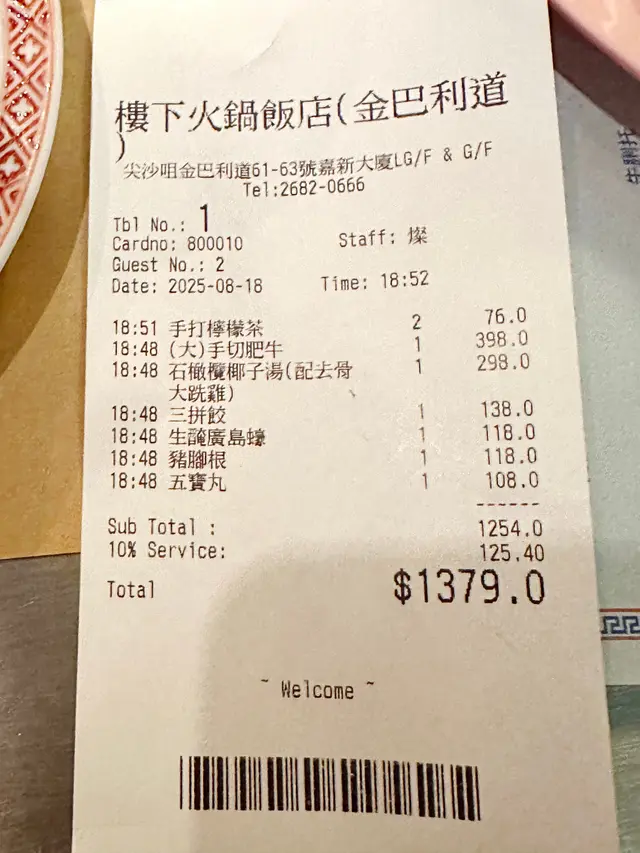 樓下火鍋飯店(金巴利道
)
尖沙咀金巴利道61-63號嘉新大廈LG/F & G/F
Tel:2682-0666
Tbl No.: 1
Cardno: 800010 Staff: 燦
Guest No.: 2
Date: 2025-08-18 Time: 18:52
18:51 手打檸檬茶 2 76.0
18:48 (大)手切肥牛 1 398.0
18:48 石橄欖椰子湯(配去骨 1 298.0
大跣雞)
18:48 三拼餃 1 138.0
18:48 生醃廣島蠔 1 118.0
18:48 豬腳根 1 118.0
18:48 五寶丸 1 108.0
------
Sub Total : 1254.0
10% Service: 125.40
Total $1379.0
~ Welcome ~